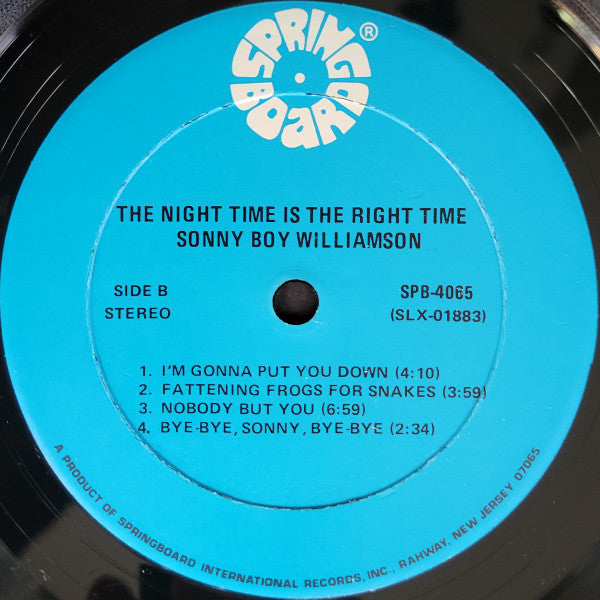 SPRINGBOARD ®
THE NIGHT TIME IS THE RIGHT TIME
SONNY BOY WILLIAMSON
SIDE B
STEREO
SPB-4065
(SLX-01883)
1. I'M GONNA PUT YOU DOWN (4:10)
2. FATTENING FROGS FOR SNAKES (3:59)
3. NOBODY BUT YOU (6:59)
4. BYE-BYE, SONNY, BYE-BYE (2:34)
A PRODUCT OF SPRINGBOARD INTERNATIONAL RECORDS, INC., RAHWAY, NEW JERSEY 07065